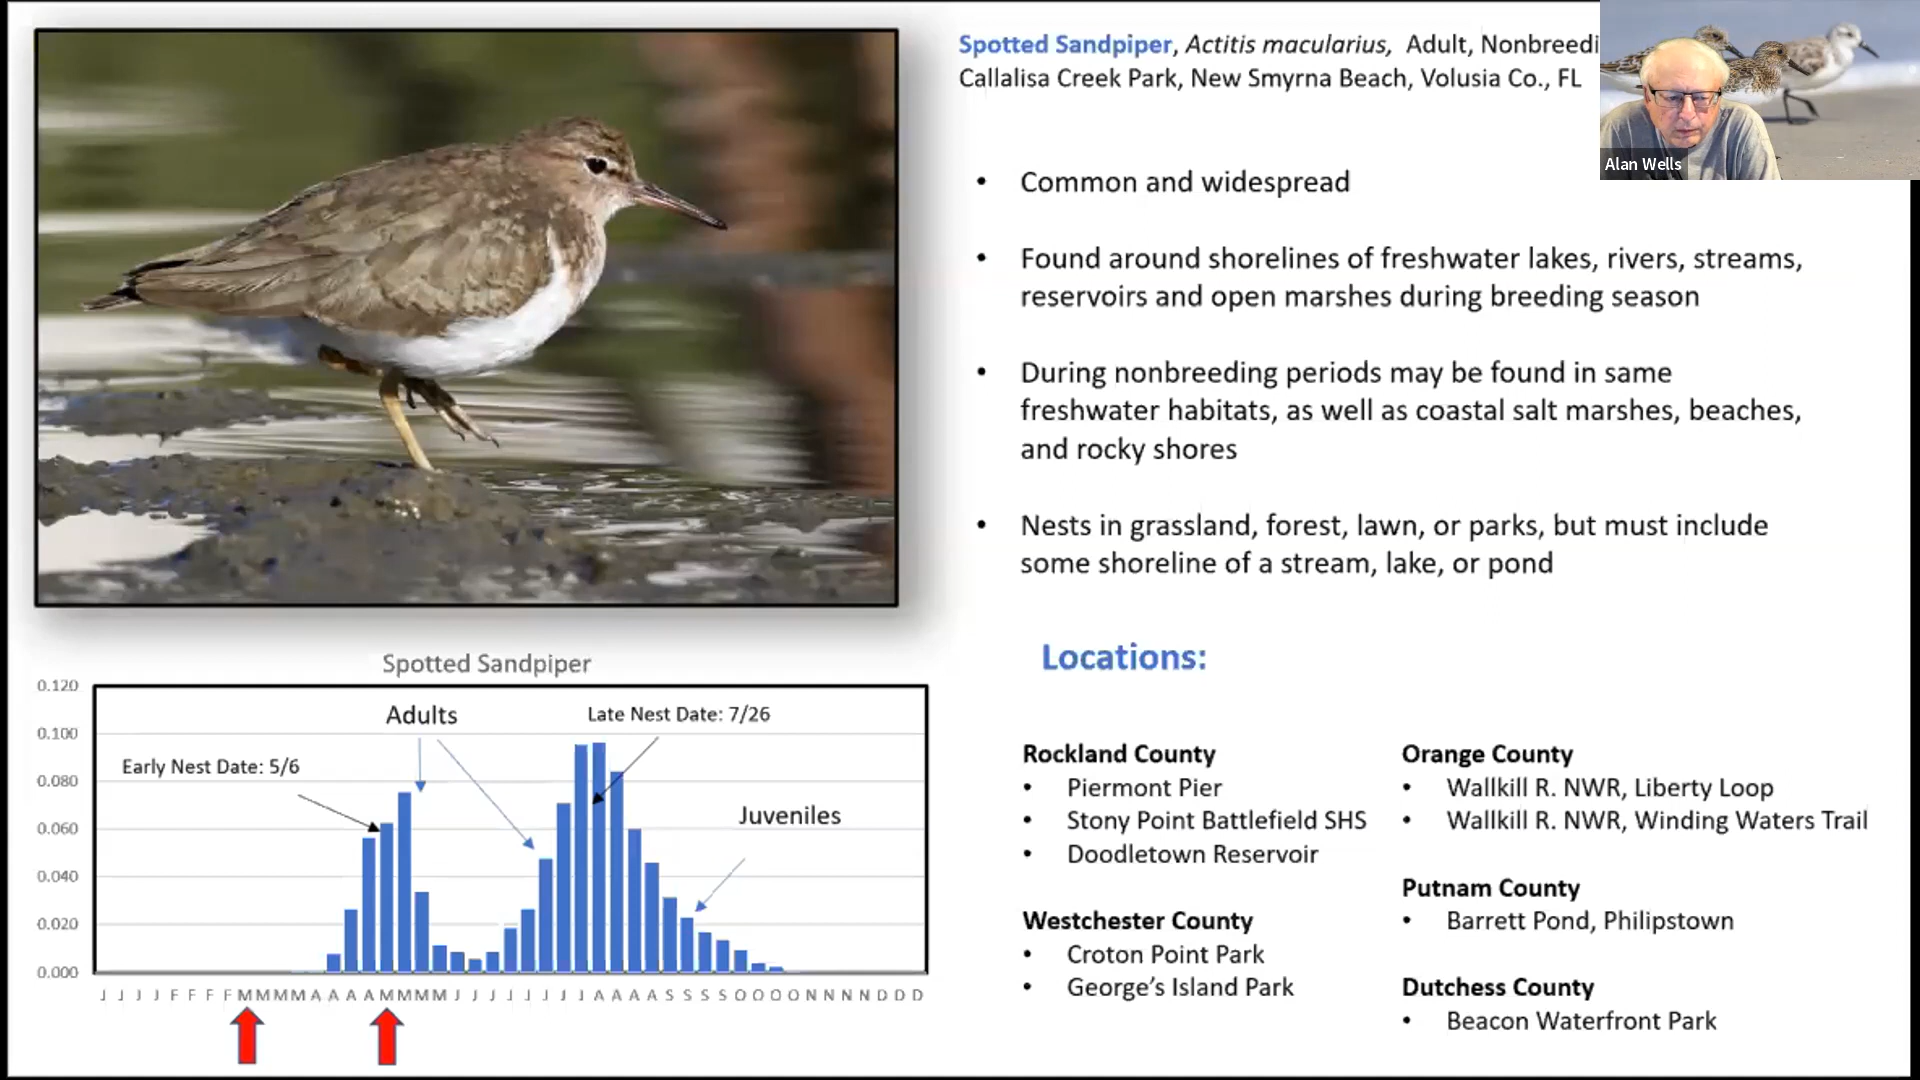 Spotted Sandpiper, Actitis macularius, Adult, Nonbreedi
Callalisa Creek Park, New Smyrna Beach, Volusia Co., FL
Alan Wells
• Common and widespread
• Found around shorelines of freshwater lakes, rivers, streams,
reservoirs and open marshes during breeding season
• During nonbreeding periods may be found in same
freshwater habitats, as well as coastal salt marshes, beaches,
and rocky shores
• Nests in grassland, forest, lawn, or parks, but must include
some shoreline of a stream, lake, or pond
Spotted Sandpiper
0.120
0.100
0.080
0.060
0.040
0.020
0.000
Adults
Late Nest Date: 7/26
Early Nest Date: 5/6
Juveniles
J J J J F F F F M M M M A A A A M M M M J J J J J J J J A A A A S S S S O O O O N N N N D D D
Locations:
Rockland County
• Piermont Pier
• Stony Point Battlefield SHS
• Doodletown Reservoir
Westchester County
• Croton Point Park
• George's Island Park
Orange County
• Wallkill R. NWR, Liberty Loop
• Wallkill R. NWR, Winding Waters Trail
Putnam County
• Barrett Pond, Philipstown
Dutchess County
• Beacon Waterfront Park